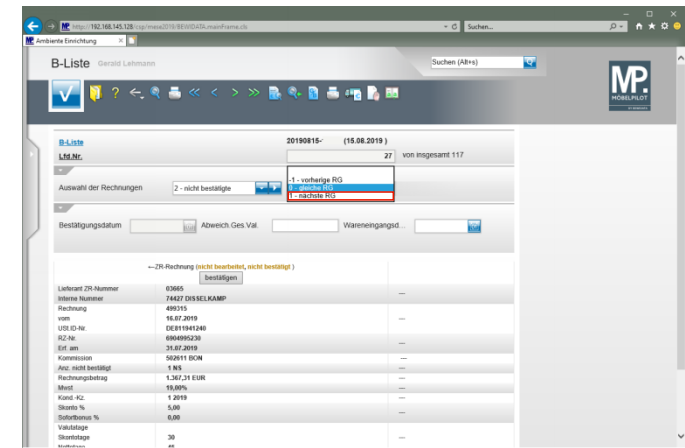 http://192.168.145.128/csp/mese2019/BEWIDATA.mainFrame.cls
Suchen...
Ambiente Einrichtung
B-Liste Gerald Lehmann
Suchen (Alt+s)
MP.
MÖBELPILOT
B-Liste
20190815- (15.08.2019 )
Lfd.Nr.
27 von insgesamt 117
-1 - vorherige RG
0 - gleiche RG
1 - nächste RG
Auswahl der Rechnungen
2 - nicht bestätigte
Bestätigungsdatum
Abweich.Ges.Val.
Wareneingangsd...
←ZR-Rechnung (nicht bearbeitet, nicht bestätigt )
bestätigen
Lieferant ZR-Nummer 03665
Interne Nummer 74427 DISSELKAMP
Rechnung 499315
vom 16.07.2019
USt.ID-Nr. DE811941240
RZ-Nr. 6904995230
Erf. am 31.07.2019
Kommission 502611 BON
Anz. nicht bestätigt 1 NS
Rechnungsbetrag 1.367,31 EUR
Mwst 19,00%
Kond.-Kz. 1 2019
Skonto % 5,00
Sofortbonus % 0,00
Valutatage
Skontotage 30
Nettotage 45